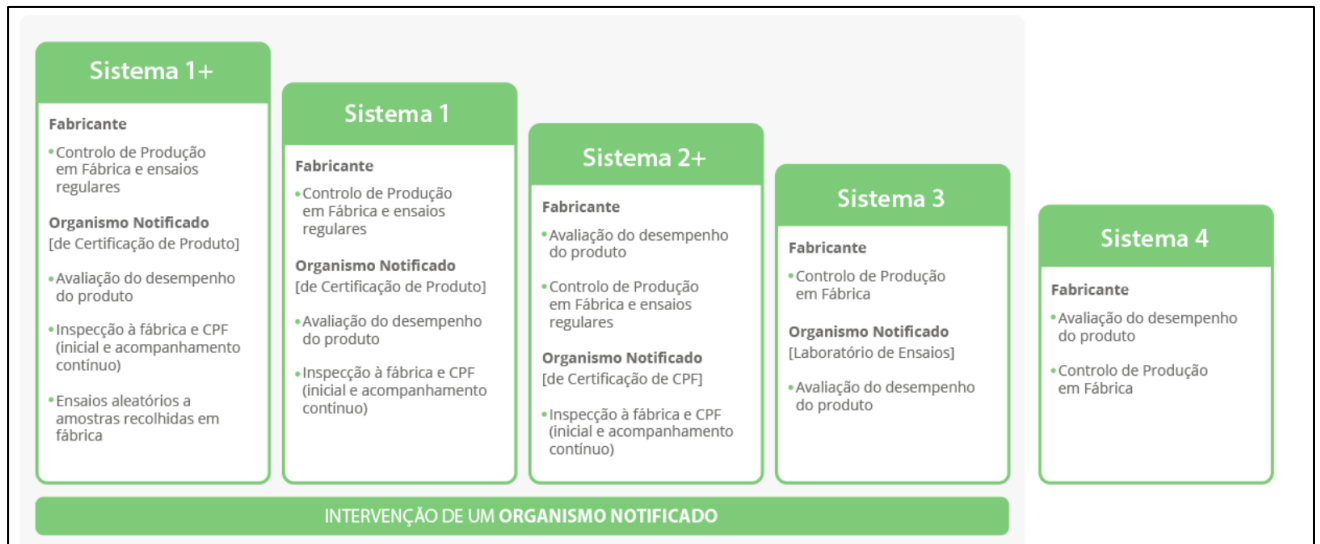 Sistema 1+
Fabricante
•Controlo de Produção
em Fábrica e ensaios
regulares
Organismo Notificado
[de Certificação de Produto]
•Avaliação do desempenho
do produto
•Inspecção à fábrica e CPF
(inicial e acompanhamento
contínuo)
•Ensaios aleatórios a
amostras recolhidas em
fábrica
Sistema 1
Fabricante
•Controlo de Produção
em Fábrica e ensaios
regulares
Organismo Notificado
[de Certificação de Produto]
•Avaliação do desempenho
do produto
•Inspecção à fábrica e CPF
(inicial e acompanhamento
contínuo)
Sistema 2+
Fabricante
•Avaliação do desempenho
do produto
•Controlo de Produção
em Fábrica e ensaios
regulares
Organismo Notificado
[de Certificação de CPF]
•Inspecção à fábrica e CPF
(inicial e acompanhamento
contínuo)
Sistema 3
Fabricante
•Controlo de Produção
em Fábrica
Organismo Notificado
[Laboratório de Ensaios]
•Avaliação do desempenho
do produto
Sistema 4
Fabricante
•Avaliação do desempenho
do produto
•Controlo de Produção
em Fábrica
INTERVENÇÃO DE UM ORGANISMO NOTIFICADO